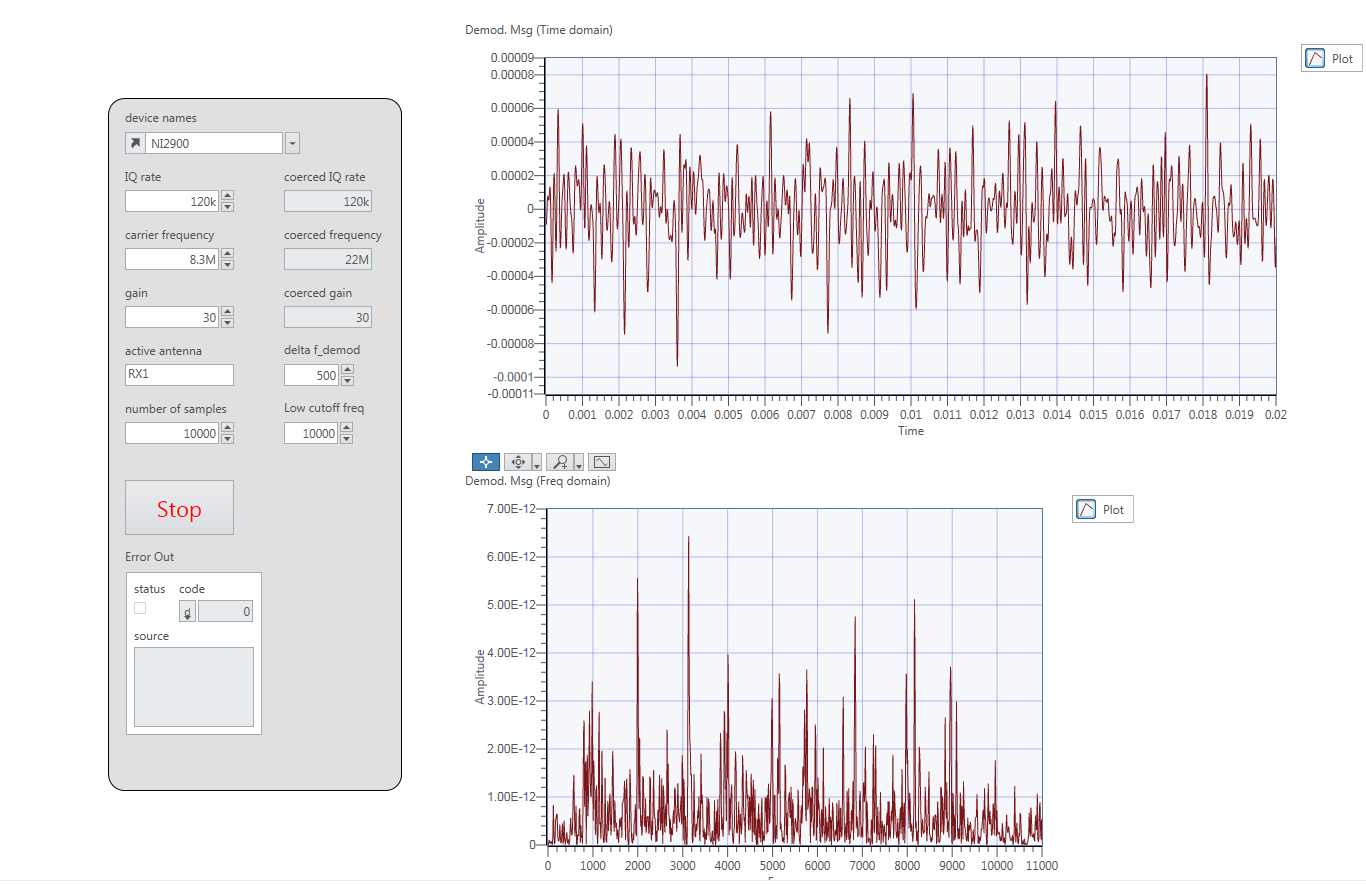 Demod. Msg (Time domain)
Plot
0.00009
0.00008
0.00006
0.00004
0.00002
0
-0.00002
-0.00004
-0.00006
-0.00008
-0.0001
-0.00011
Amplitude
0 0.001 0.002 0.003 0.004 0.005 0.006 0.007 0.008 0.009 0.01 0.011 0.012 0.013 0.014 0.015 0.016 0.017 0.018 0.019 0.02
Time
device names
NI2900
IQ rate coerced IQ rate
120k 120k
carrier frequency coerced frequency
8.3M 22M
gain coerced gain
30 30
active antenna delta f_demod
RX1 500
number of samples Low cutoff freq
10000 10000
Stop
Error Out
status code
d 0
source
Demod. Msg (Freq domain)
Plot
7.00E-12
6.00E-12
5.00E-12
4.00E-12
3.00E-12
2.00E-12
1.00E-12
0
Amplitude
0 1000 2000 3000 4000 5000 6000 7000 8000 9000 10000 11000